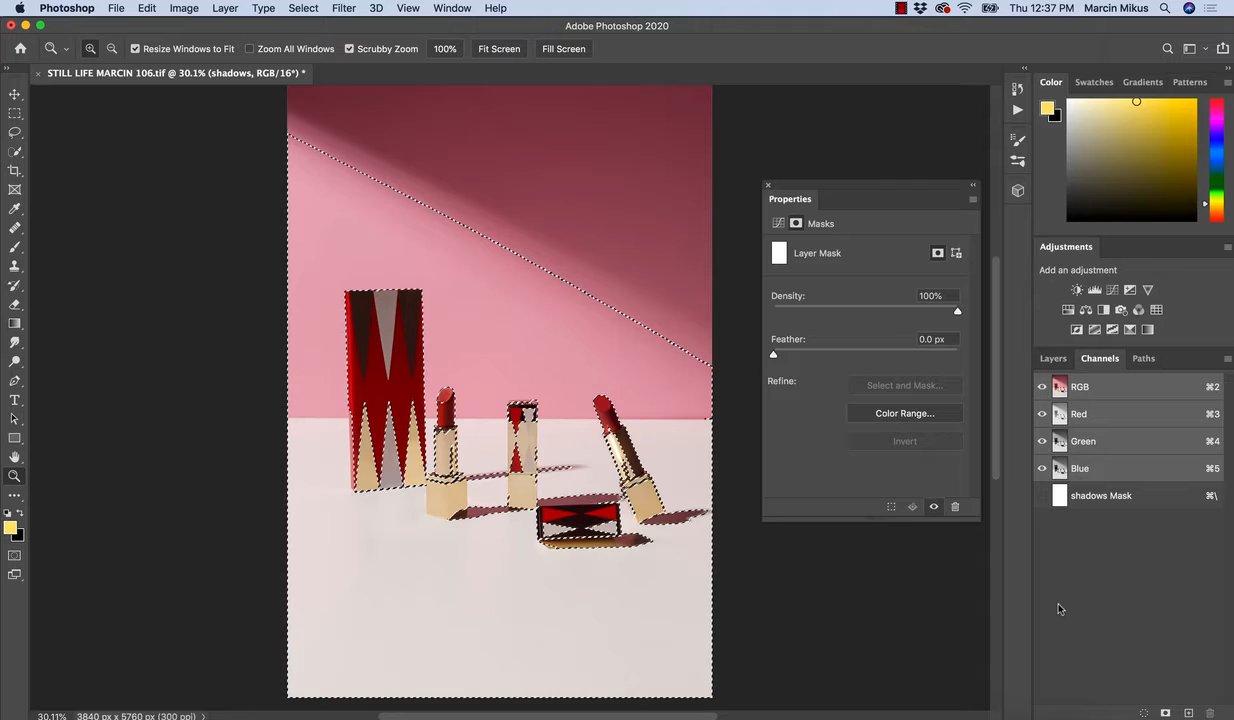 Photoshop File Edit Image Layer Type Select Filter 3D View Window Help Thu 12:37 PM Marcin Mikus
Adobe Photoshop 2020
Resize Windows to Fit Zoom All Windows Scrubby Zoom 100% Fit Screen Fill Screen
STILL LIFE MARCIN 106.tif @ 30.1% (shadows, RGB/16*) *
Color Swatches Gradients Patterns
Properties
Masks
Layer Mask
Density: 100%
Feather: 0.0 px
Refine: Select and Mask...
Color Range...
Invert
Adjustments
Add an adjustment
Layers Channels Paths
RGB ⌘2
Red ⌘3
Green ⌘4
Blue ⌘5
shadows Mask ⌘\
30.11% 3840 px x 5760 px (300 ppi)